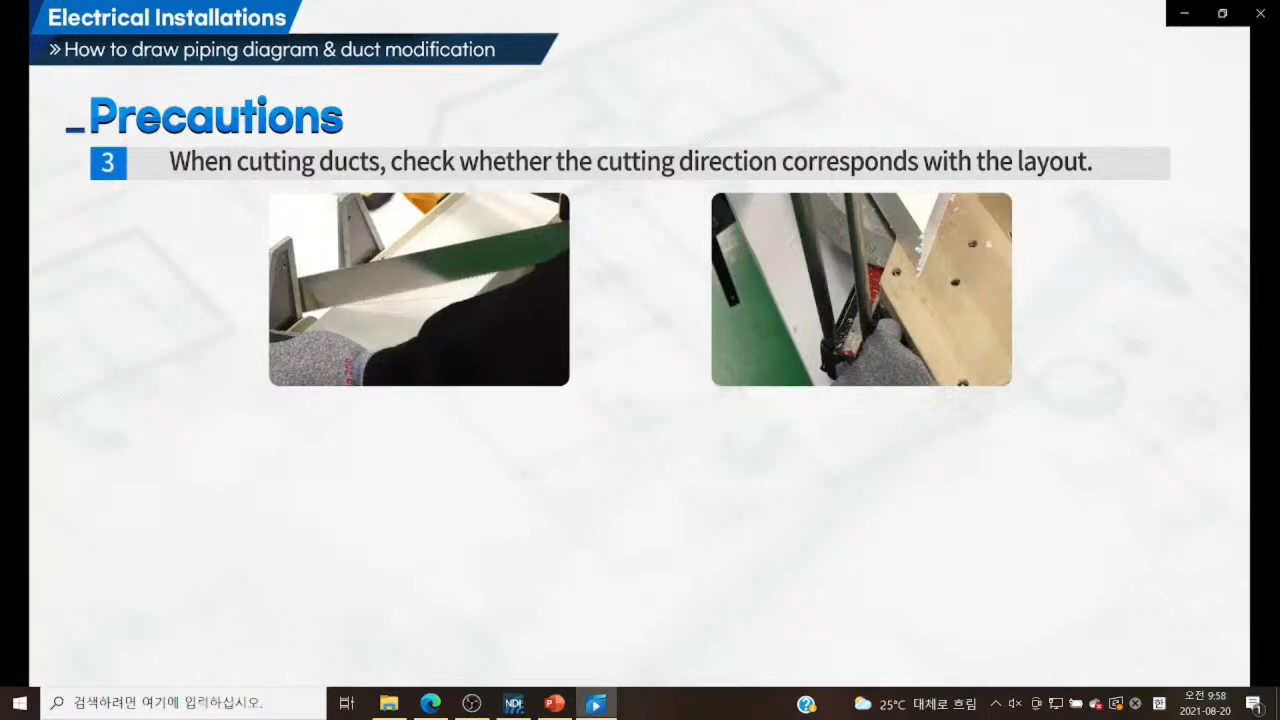 Electrical Installations
» How to draw piping diagram & duct modification
Precautions
3 When cutting ducts, check whether the cutting direction corresponds with the layout.
검색하려면 여기에 입력하십시오.
25°C 대체로 흐림
오전 9:58
2021-08-20